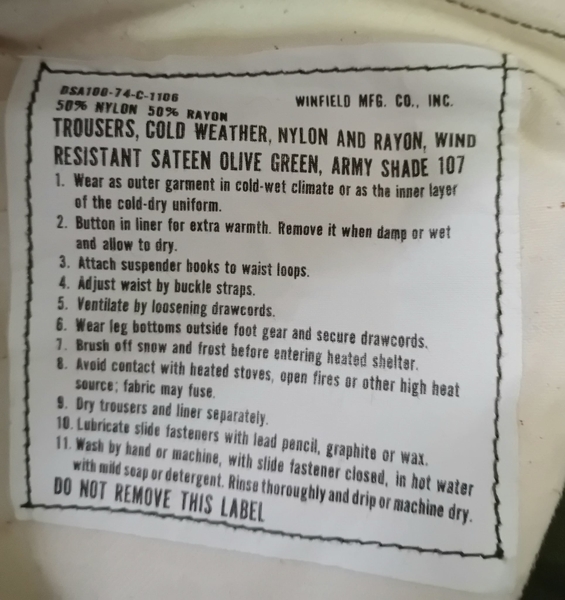 DSA100-74-C-1106
WINFIELD MFG. CO., INC.
50% NYLON 50% RAYON
TROUSERS, COLD WEATHER, NYLON AND RAYON, WIND
RESISTANT SATEEN OLIVE GREEN, ARMY SHADE 107
1. Wear as outer garment in cold-wet climate or as the inner layer
of the cold-dry uniform.
2. Button in liner for extra warmth. Remove it when damp or wet
and allow to dry.
3. Attach suspender hooks to waist loops.
4. Adjust waist by buckle straps.
5. Ventilate by loosening drawcords.
6. Wear leg bottoms outside foot gear and secure drawcords.
7. Brush off snow and frost before entering heated shelter.
8. Avoid contact with heated stoves, open fires or other high heat
source; fabric may fuse.
9. Dry trousers and liner separately.
10. Lubricate slide fasteners with lead pencil, graphite or wax.
11. Wash by hand or machine, with slide fastener closed, in hot water
with mild soap or detergent. Rinse thoroughly and drip or machine dry.
DO NOT REMOVE THIS LABEL